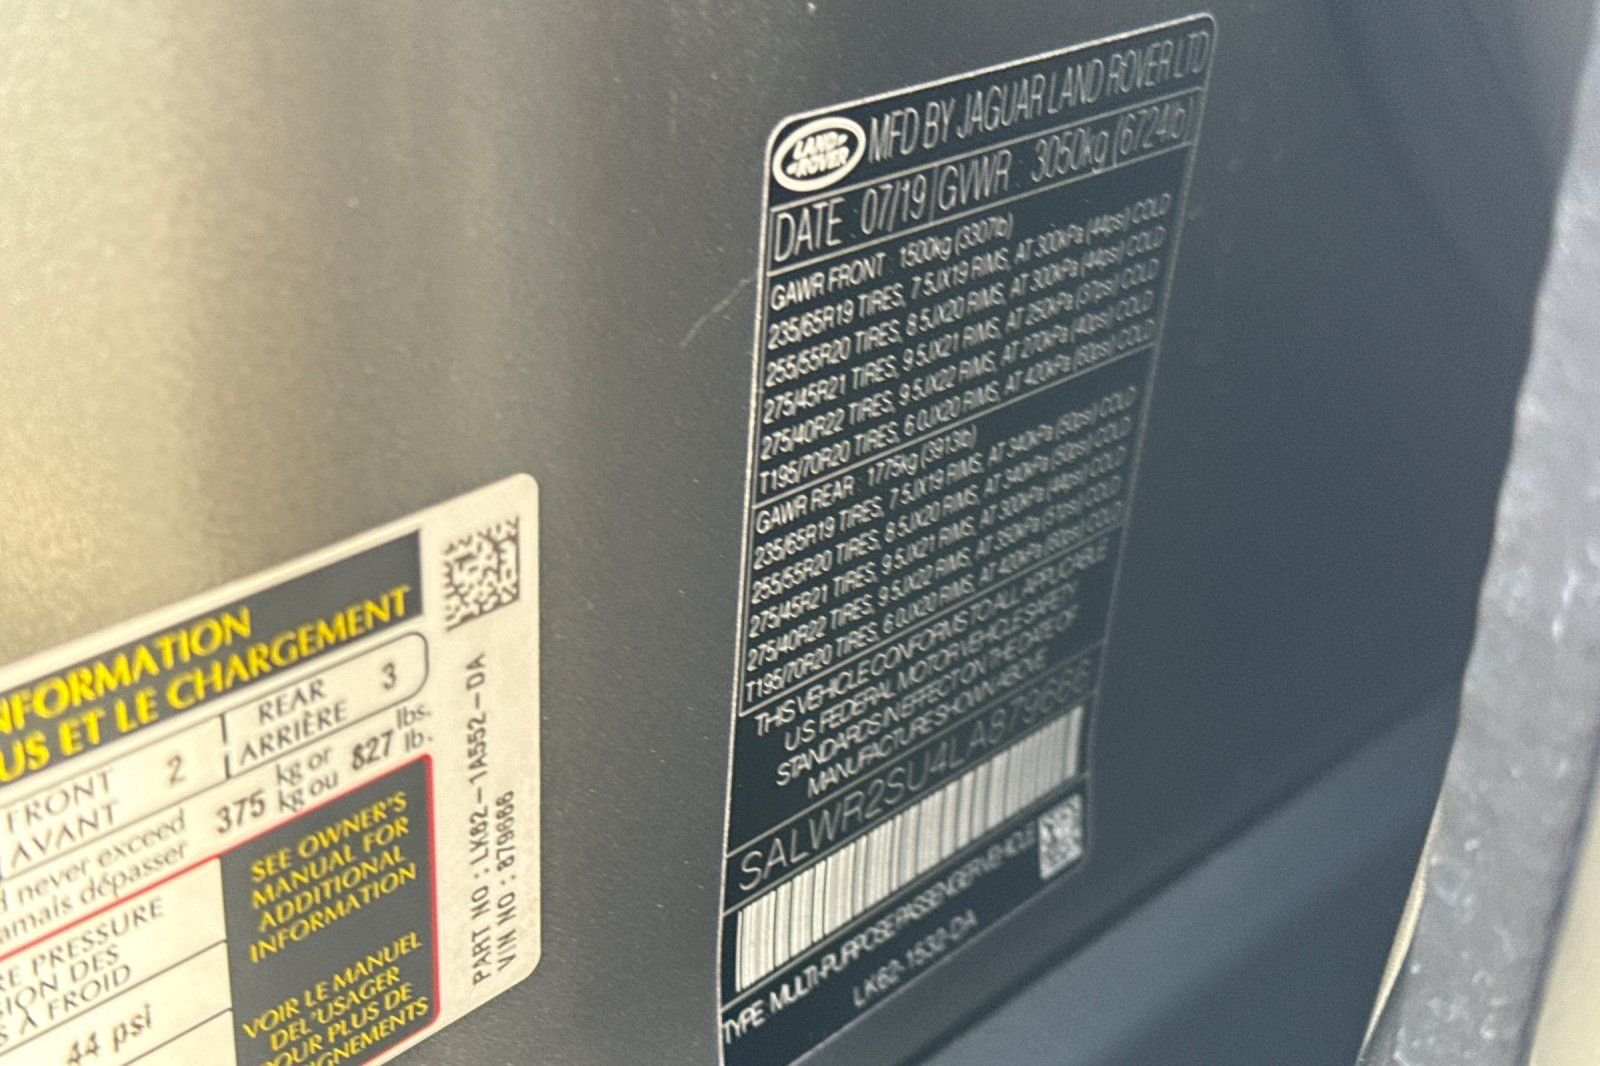 LAND ROVER
MFD BY JAGUAR LAND ROVER LTD
DATE : 07/19 GVWR : 3050kg (6724lb)
GAWR FRONT : 1500kg (3307lb)
235/65R19 TIRES, 7.5JX19 RIMS, AT 300kPa (44psi) COLD
255/55R20 TIRES, 8.5JX20 RIMS, AT 300kPa (44psi) COLD
275/45R21 TIRES, 9.5JX21 RIMS, AT 250kPa (37psi) COLD
275/40R22 TIRES, 9.5JX22 RIMS, AT 270kPa (40psi) COLD
T195/70R20 TIRES, 6.0JX20 RIMS, AT 420kPa (60psi) COLD
GAWR REAR : 1775kg (3913lb)
235/65R19 TIRES, 7.5JX19 RIMS, AT 340kPa (50psi) COLD
255/55R20 TIRES, 8.5JX20 RIMS, AT 340kPa (50psi) COLD
275/45R21 TIRES, 9.5JX21 RIMS, AT 300kPa (44psi) COLD
275/40R22 TIRES, 9.5JX22 RIMS, AT 350kPa (51psi) COLD
T195/70R20 TIRES, 6.0JX20 RIMS, AT 420kPa (60psi) COLD
THIS VEHICLE CONFORMS TO ALL APPLICABLE
U.S. FEDERAL MOTOR VEHICLE SAFETY
STANDARDS IN EFFECT ON THE DATE OF
MANUFACTURE SHOWN ABOVE
SALWR2SU4LA879666
TYPE: MULTI-PURPOSE PASSENGER VEHICLE
LK62-1532-DA
NFORMATION
US ET LE CHARGEMENT
FRONT 2 REAR 3
AVANT ARRIÈRE
d never exceed 375 kg or 827 lbs.
amais dépasser kg ou lb.
RE PRESSURE
SION DES
S À FROID
44 psi
SEE OWNER'S
MANUAL FOR
ADDITIONAL
INFORMATION
VOIR LE MANUEL
DEL'USAGER
POUR PLUS DE
IGNEMENTS
PART NO : LK62-1A552-DA
VIN NO : 879666